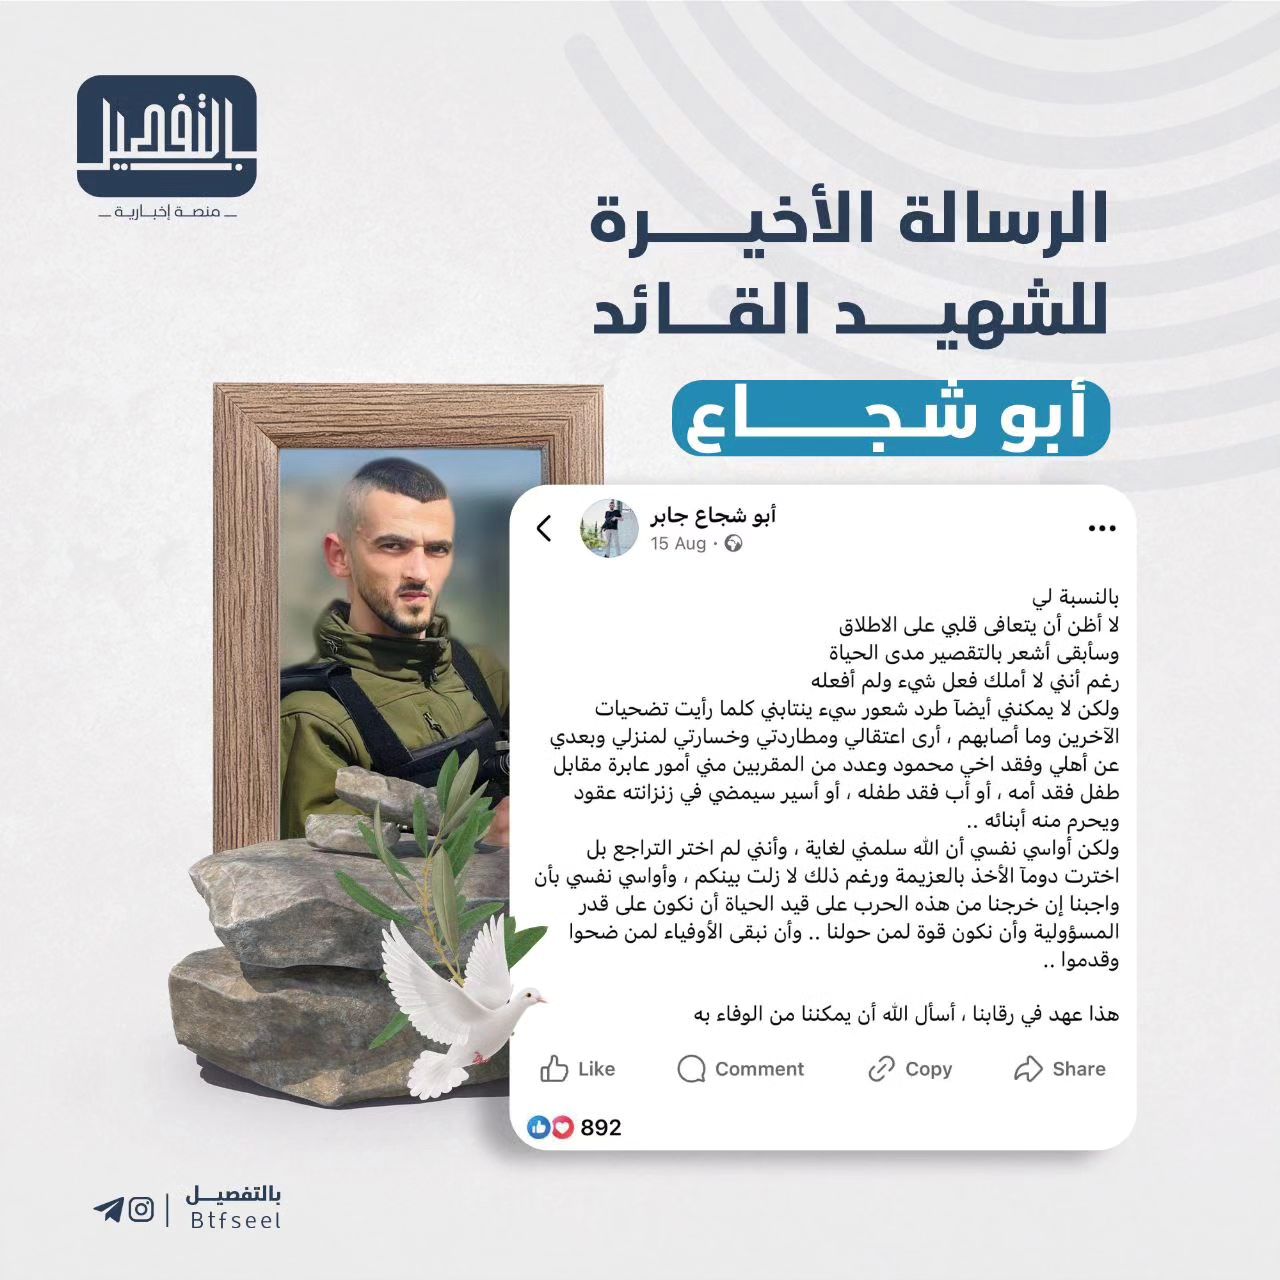 بالتفصيل
منصة إخبارية
الرسالة الأخيرة
للشهيد القائد
أبو شجاع
أبو شجاع جابر
15 Aug
بالنسبة لي
لا أظن أن يتعافى قلبي على الاطلاق
وسأبقى أشعر بالتقصير مدى الحياة
رغم أنني لا أملك فعل شيء ولم أفعله
ولكن لا يمكنني أيضآ طرد شعور سيء ينتابني كلما رأيت تضحيات
الآخرين وما أصابهم ، أرى اعتقالي ومطاردتي وخسارتي لمنزلي وبعدي
عن أهلي وفقد اخي محمود وعدد من المقربين مني أمور عابرة مقابل
طفل فقد أمه ، أو أب فقد طفله ، أو أسير سيمضي في زنزانته عقود
ويحرم منه أبنائه ..
ولكن أواسي نفسي أن الله سلمني لغاية ، وأنني لم اختر التراجع بل
اخترت دومآ الأخذ بالعزيمة ورغم ذلك لا زلت بينكم ، وأواسي نفسي بأن
واجبنا إن خرجنا من هذه الحرب على قيد الحياة أن نكون على قدر
المسؤولية وأن نكون قوة لمن حولنا .. وأن نبقى الأوفياء لمن ضحوا
وقدموا ..
هذا عهد في رقابنا ، أسأل الله أن يمكننا من الوفاء به
Like Comment Copy Share
892
بالتفصيل
Btfseel